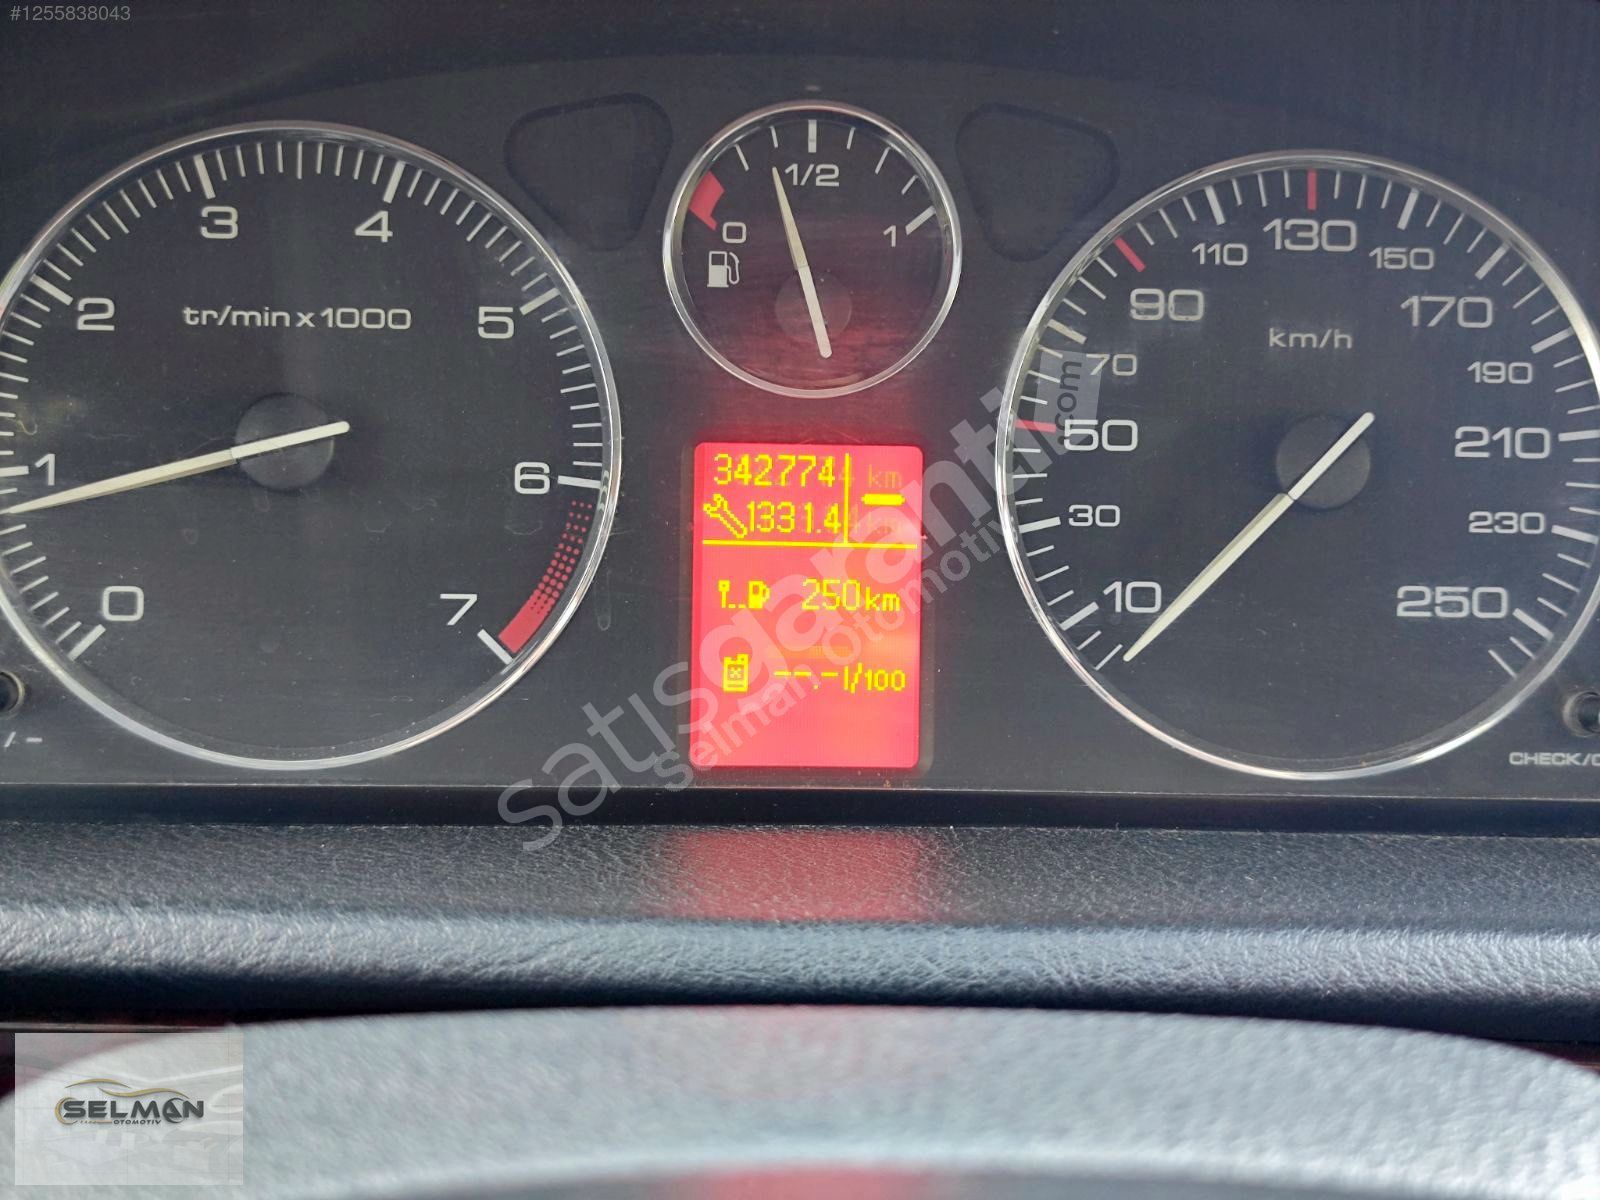 #1255838043
1/2
0
1
0
1
2
3
4
5
6
7
tr/min x 1000
10
30
50
70
90
110
130
150
170
190
210
230
250
km/h
342774 km
1331.4
250km
--.-l/100
/ -
CHECK/
satısgarantili.com
Selman otomotiv
SELMAN
OTOMOTİV